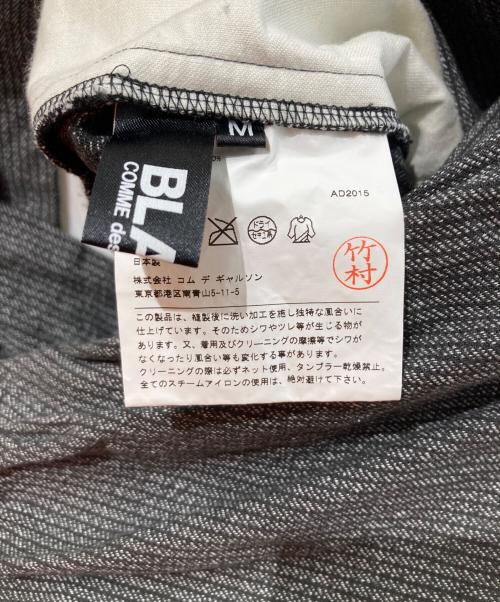 M
BLA
COMME des
AD2015
ドライ
セキユ系
日本製
株式会社 コム デ ギャルソン
東京都港区南青山5-11-5
竹村
この製品は、縫製後に洗い加工を施し独特な風合いに
仕上げています。そのためシワやツレ等が生じる物が
あります。又、着用及びクリーニングの摩擦等でシワが
なくなったり風合い等も変化する事があります。
クリーニングの際は必ずネット使用、タンブラー乾燥禁止。
全てのスチームアイロンの使用は、絶対避けて下さい。